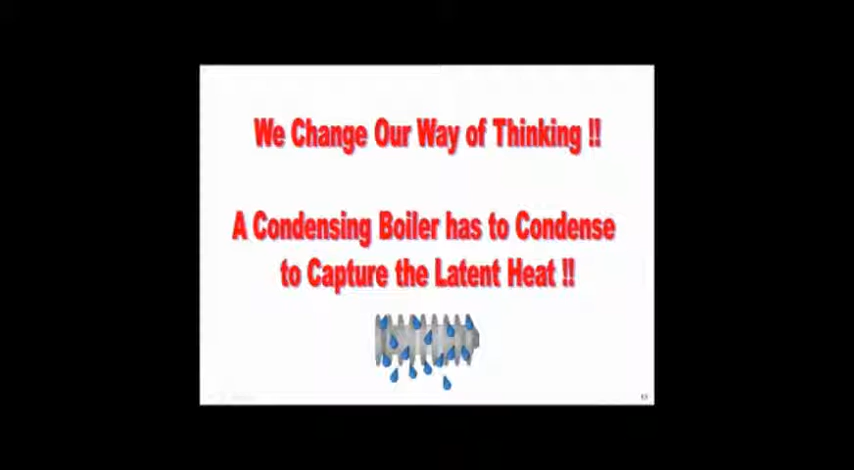 We Change Our Way of Thinking !!
A Condensing Boiler has to Condense
to Capture the Latent Heat !!